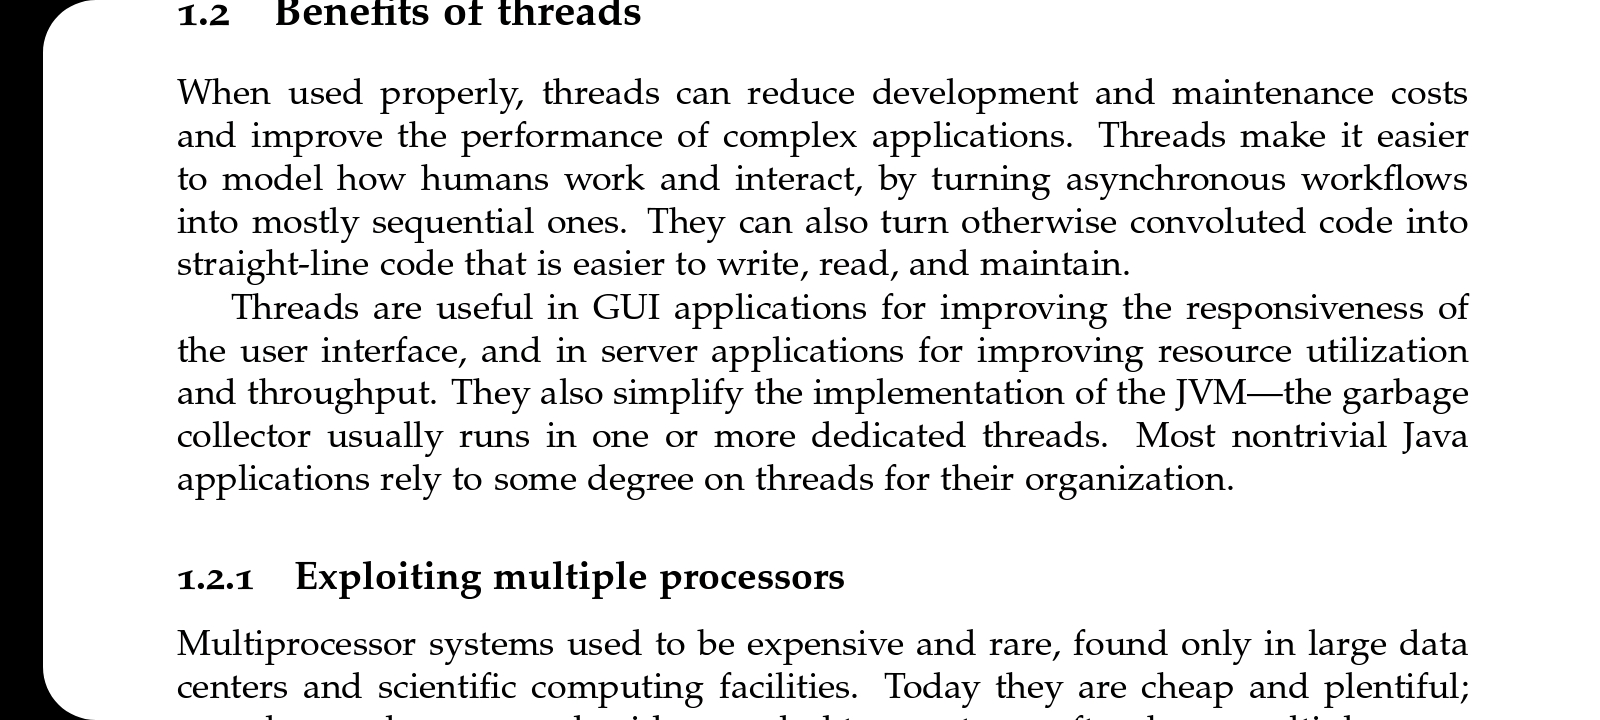 1.2 Benefits of threads
When used properly, threads can reduce development and maintenance costs
and improve the performance of complex applications. Threads make it easier
to model how humans work and interact, by turning asynchronous workflows
into mostly sequential ones. They can also turn otherwise convoluted code into
straight-line code that is easier to write, read, and maintain.
Threads are useful in GUI applications for improving the responsiveness of
the user interface, and in server applications for improving resource utilization
and throughput. They also simplify the implementation of the JVM—the garbage
collector usually runs in one or more dedicated threads. Most nontrivial Java
applications rely to some degree on threads for their organization.
1.2.1 Exploiting multiple processors
Multiprocessor systems used to be expensive and rare, found only in large data
centers and scientific computing facilities. Today they are cheap and plentiful;